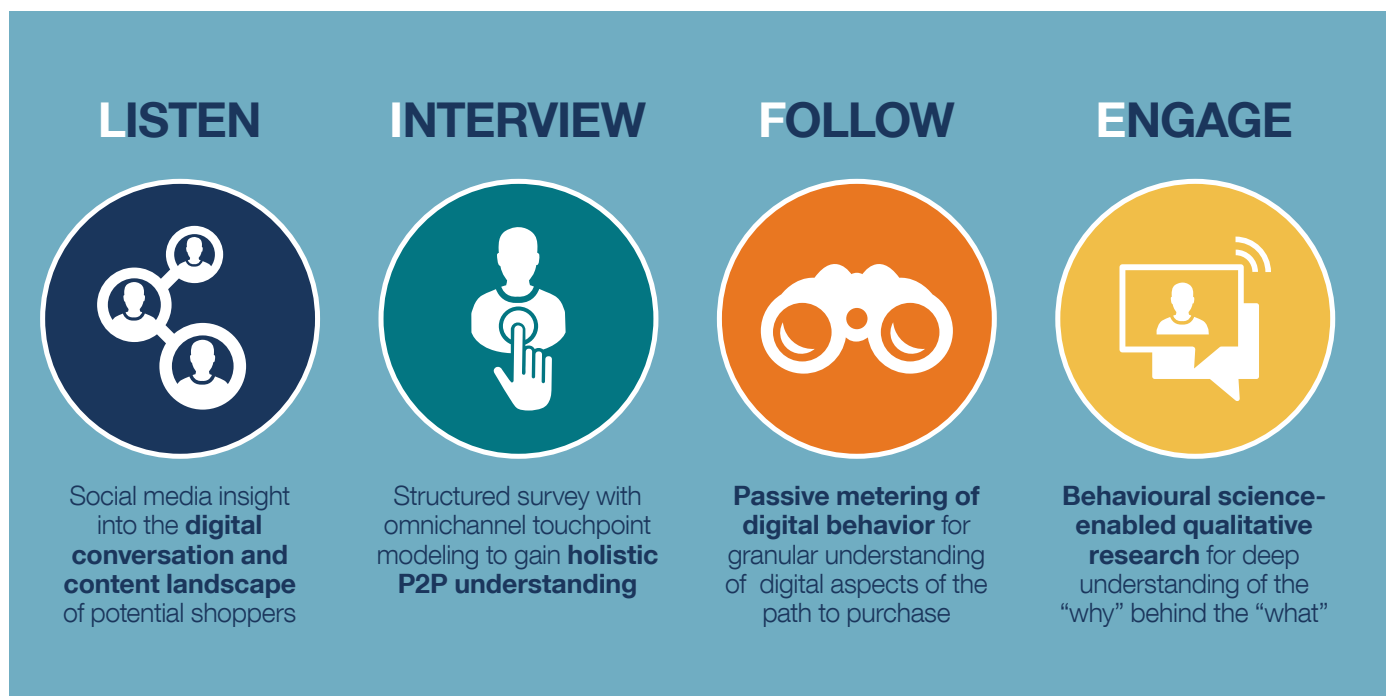 LISTEN
Social media insight
into the digital
conversation and
content landscape
of potential shoppers
INTERVIEW
Structured survey with
omnichannel touchpoint
modeling to gain holistic
P2P understanding
FOLLOW
Passive metering of
digital behavior for
granular understanding
of digital aspects of the
path to purchase
ENGAGE
Behavioural science-
enabled qualitative
research for deep
understanding of the
“why” behind the “what”